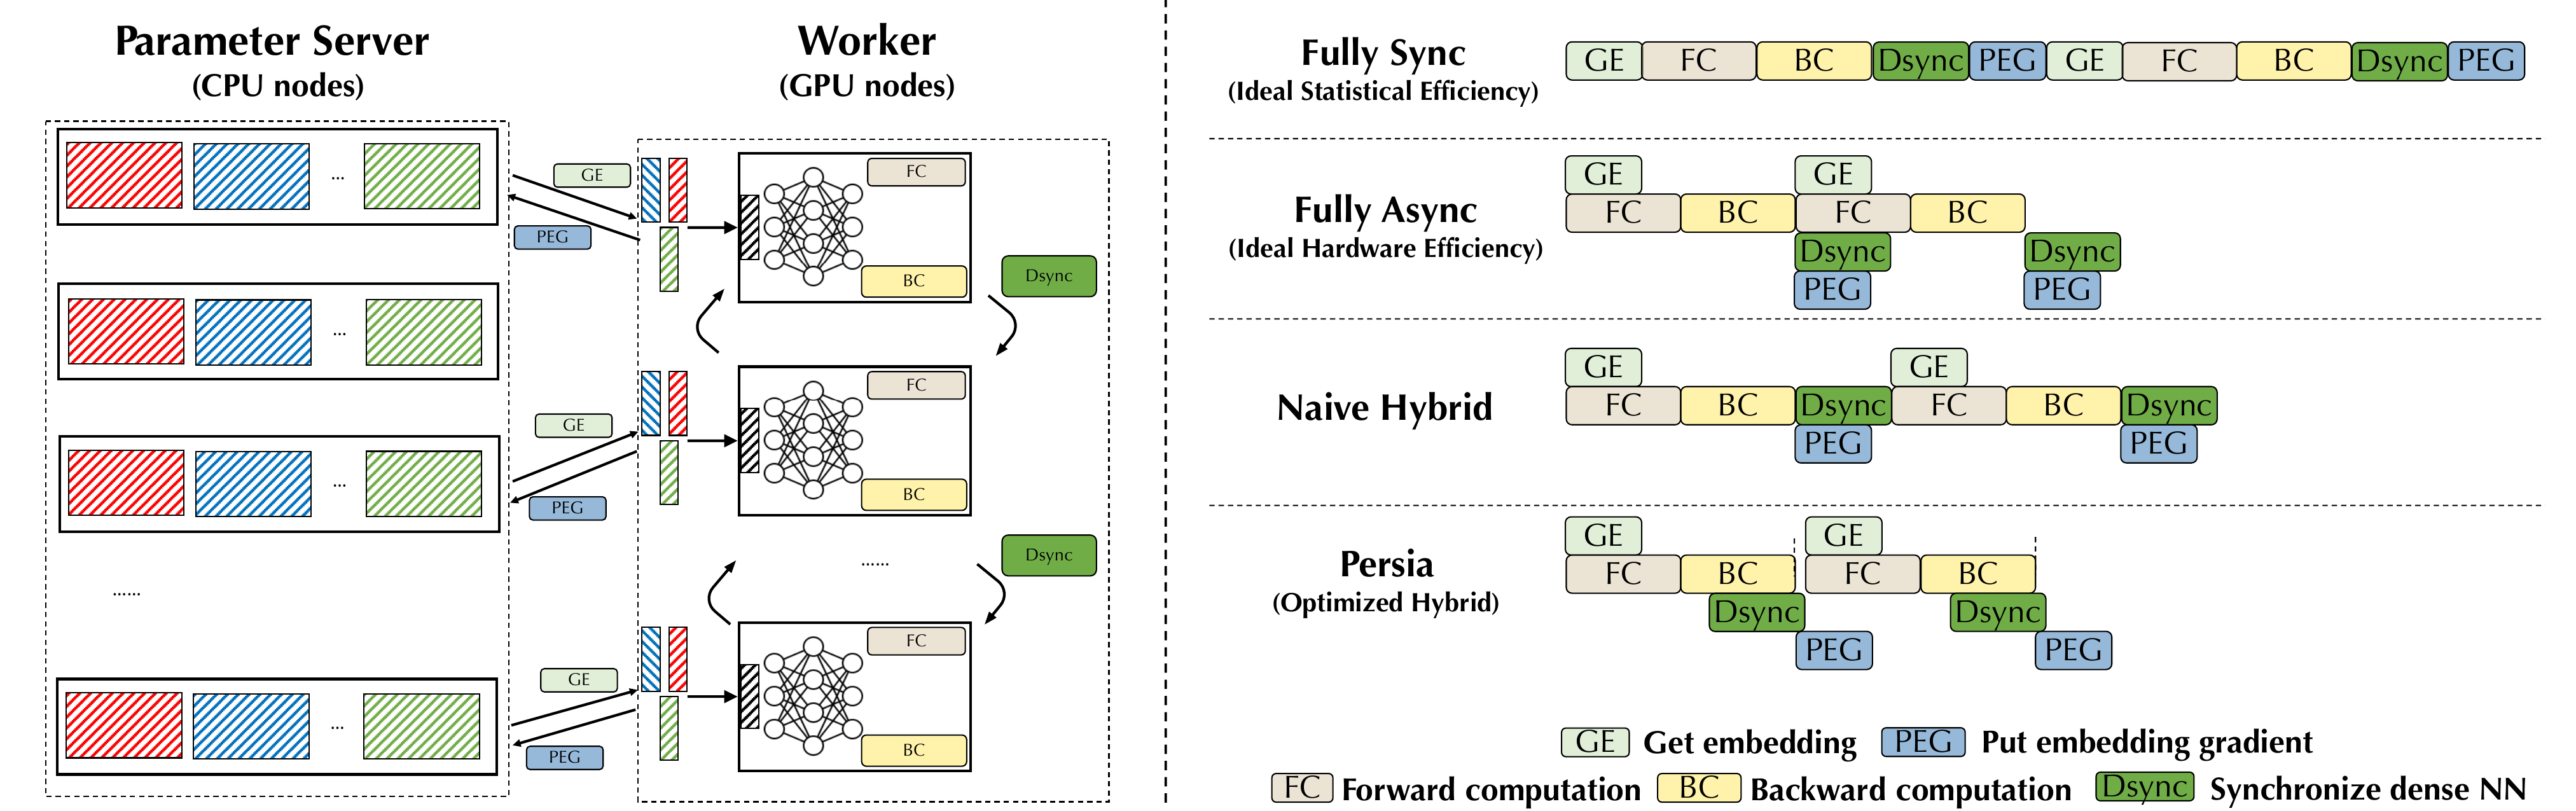 Parameter Server
(CPU nodes)
Worker
(GPU nodes)
...
GE
PEG
FC
BC
Dsync
...
...
GE
PEG
FC
BC
Dsync
......
......
...
GE
PEG
FC
BC
Fully Sync
(Ideal Statistical Efficiency)
GE FC BC Dsync PEG GE FC BC Dsync PEG
Fully Async
(Ideal Hardware Efficiency)
GE GE
FC BC FC BC
Dsync Dsync
PEG PEG
Naive Hybrid
GE GE
FC BC Dsync FC BC Dsync
PEG PEG
Persia
(Optimized Hybrid)
GE GE
FC BC FC BC
Dsync Dsync
PEG PEG
GE Get embedding PEG Put embedding gradient
FC Forward computation BC Backward computation Dsync Synchronize dense NN